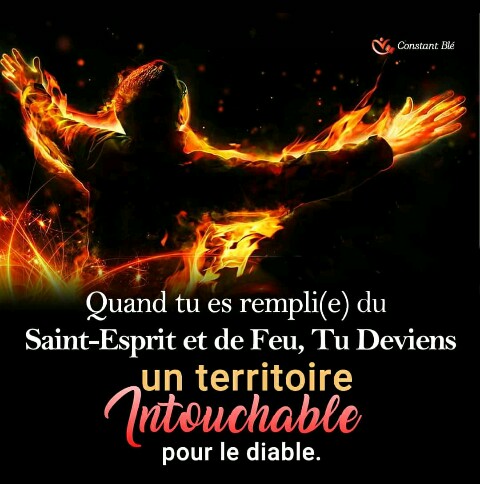 Constant Blé
Quand tu es rempli(e) du
Saint-Esprit et de Feu, Tu Deviens
un territoire
Intouchable
pour le diable.